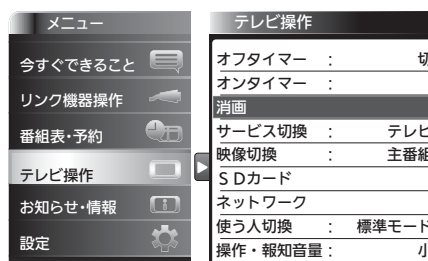 メニュー
今すぐできること
リンク機器操作
番組表・予約
テレビ操作
お知らせ・情報
設定
テレビ操作
オフタイマー :
オンタイマー :
消画
サービス切換 : テレビ
映像切換 : 主番組
SDカード
ネットワーク
使う人切換 : 標準モード
操作・報知音量 : 小